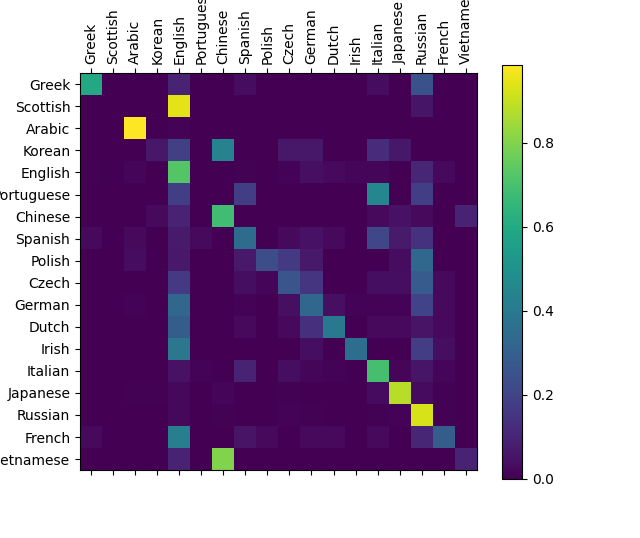 Greek
Scottish
Arabic
Korean
English
Portugues
Chinese
Spanish
Polish
Czech
German
Dutch
Irish
Italian
Japanese
Russian
French
Vietname
Greek
Scottish
Arabic
Korean
English
ortuguese
Chinese
Spanish
Polish
Czech
German
Dutch
Irish
Italian
Japanese
Russian
French
etnamese
0.8
0.6
0.4
0.2
0.0